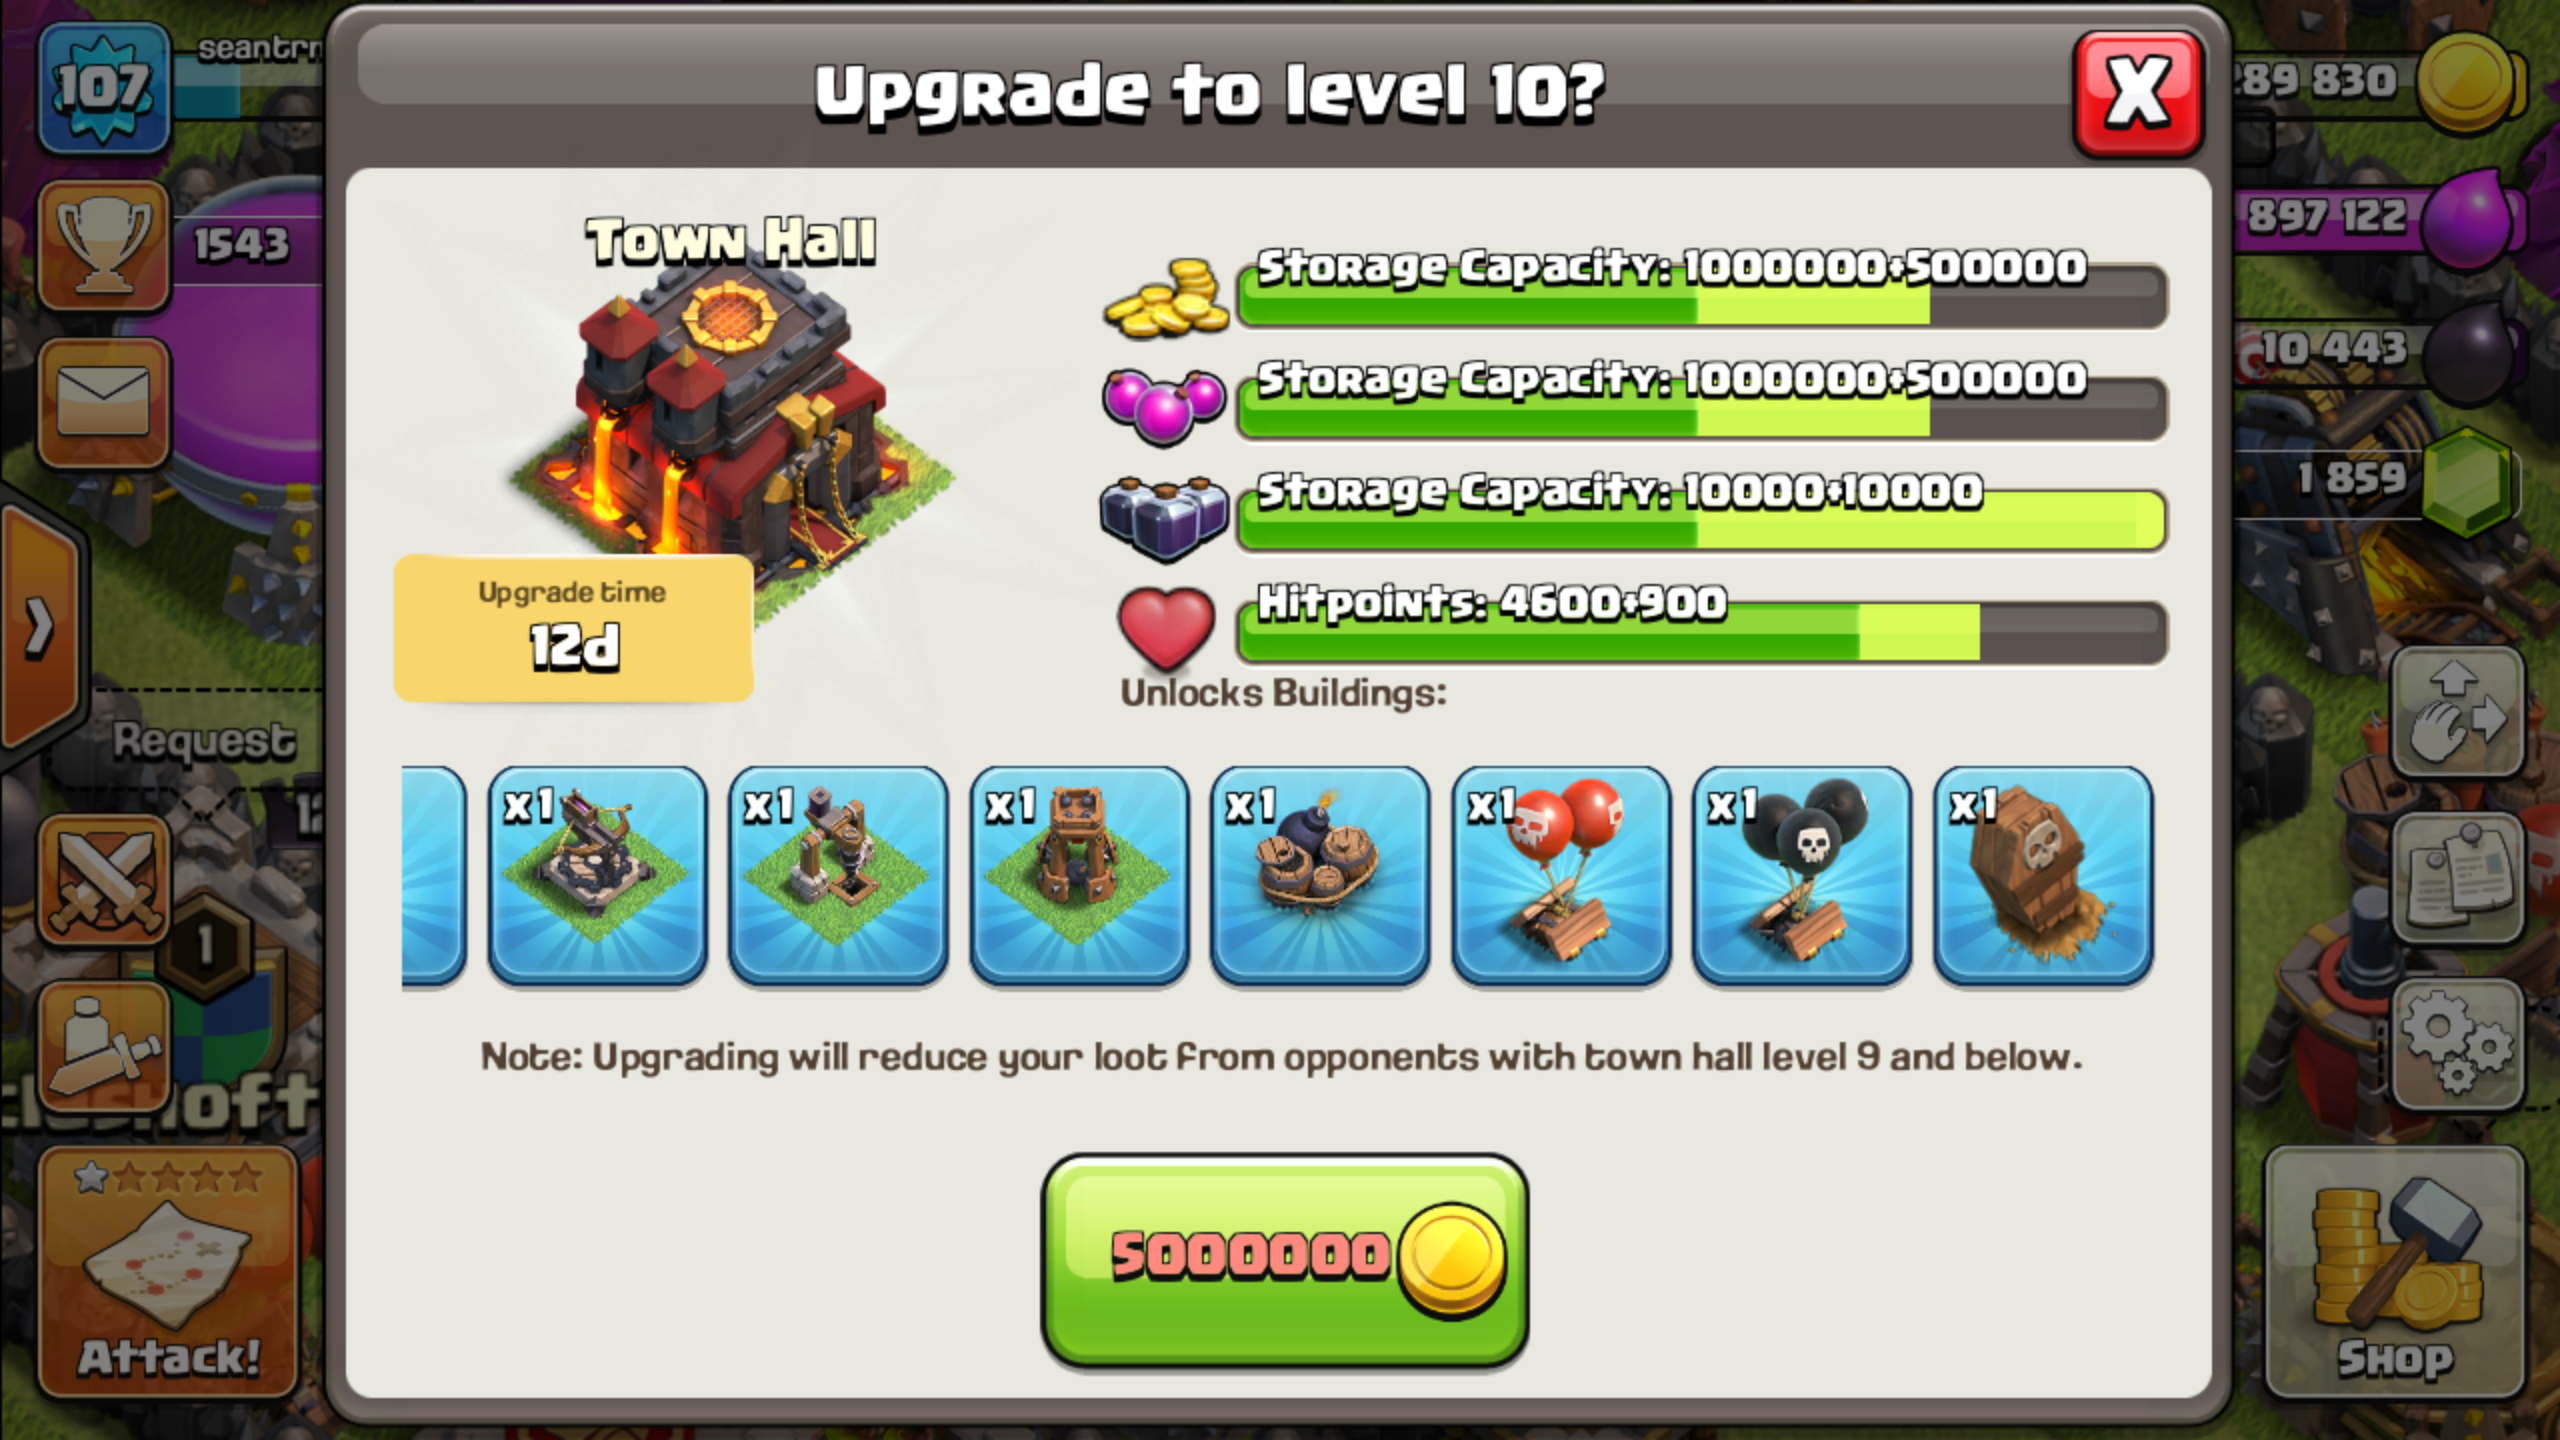 Upgrade to level 10?
107
1543
Request
1
Attack!
Town Hall
Upgrade time
12d
Storage Capacity: 1000000+500000
Storage Capacity: 1000000+500000
Storage Capacity: 10000+10000
Hitpoints: 4600+900
Unlocks Buildings:
x1
x1
x1
x1
x1
x1
x1
Note: Upgrading will reduce your loot from opponents with town hall level 9 and below.
5000000
X
897 122
10 443
1 859
Shop